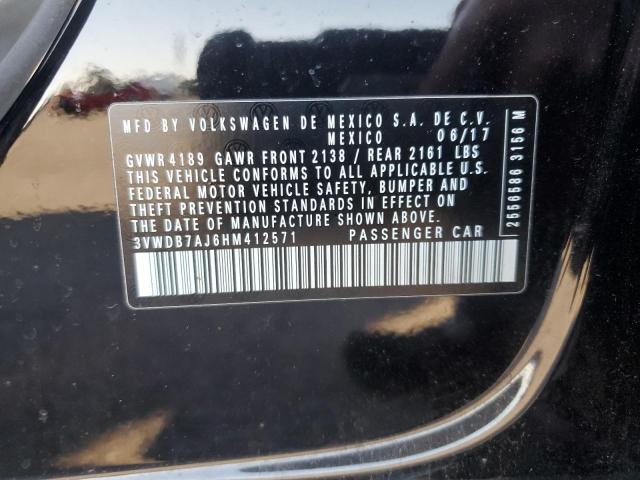 MFD BY VOLKSWAGEN DE MEXICO S.A. DE C.V.
MEXICO 06/17
GVWR 4189 GAWR FRONT 2138 / REAR 2161 LBS
THIS VEHICLE CONFORMS TO ALL APPLICABLE U.S.
FEDERAL MOTOR VEHICLE SAFETY, BUMPER AND
THEFT PREVENTION STANDARDS IN EFFECT ON
THE DATE OF MANUFACTURE SHOWN ABOVE.
3VWDB7AJ6HM412571 PASSENGER CAR
2556586 3156 M